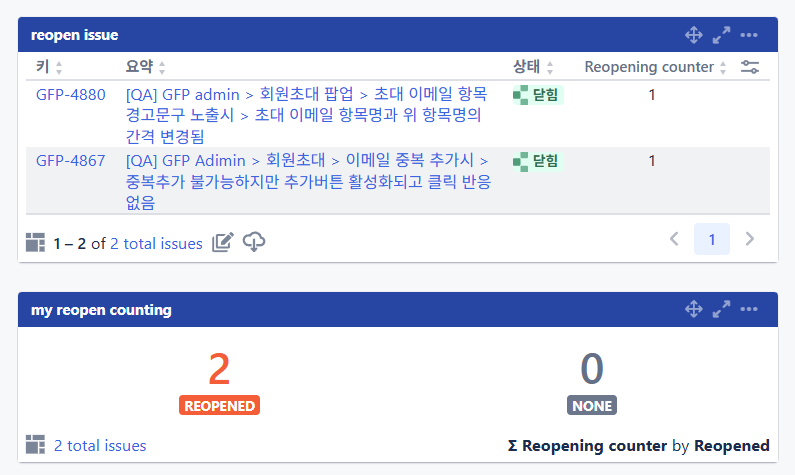 reopen issue
키 요약 상태 Reopening counter
GFP-4880 [QA] GFP admin > 회원초대 팝업 > 초대 이메일 항목 닫힘 1
경고문구 노출시 > 초대 이메일 항목명과 위 항목명의
간격 변경됨
GFP-4867 [QA] GFP Adimin > 회원초대 > 이메일 중복 추가시 > 닫힘 1
중복추가 불가능하지만 추가버튼 활성화되고 클릭 반응
없음
1 – 2 of 2 total issues 1
my reopen counting
2 0
REOPENED NONE
2 total issues Σ Reopening counter by Reopened